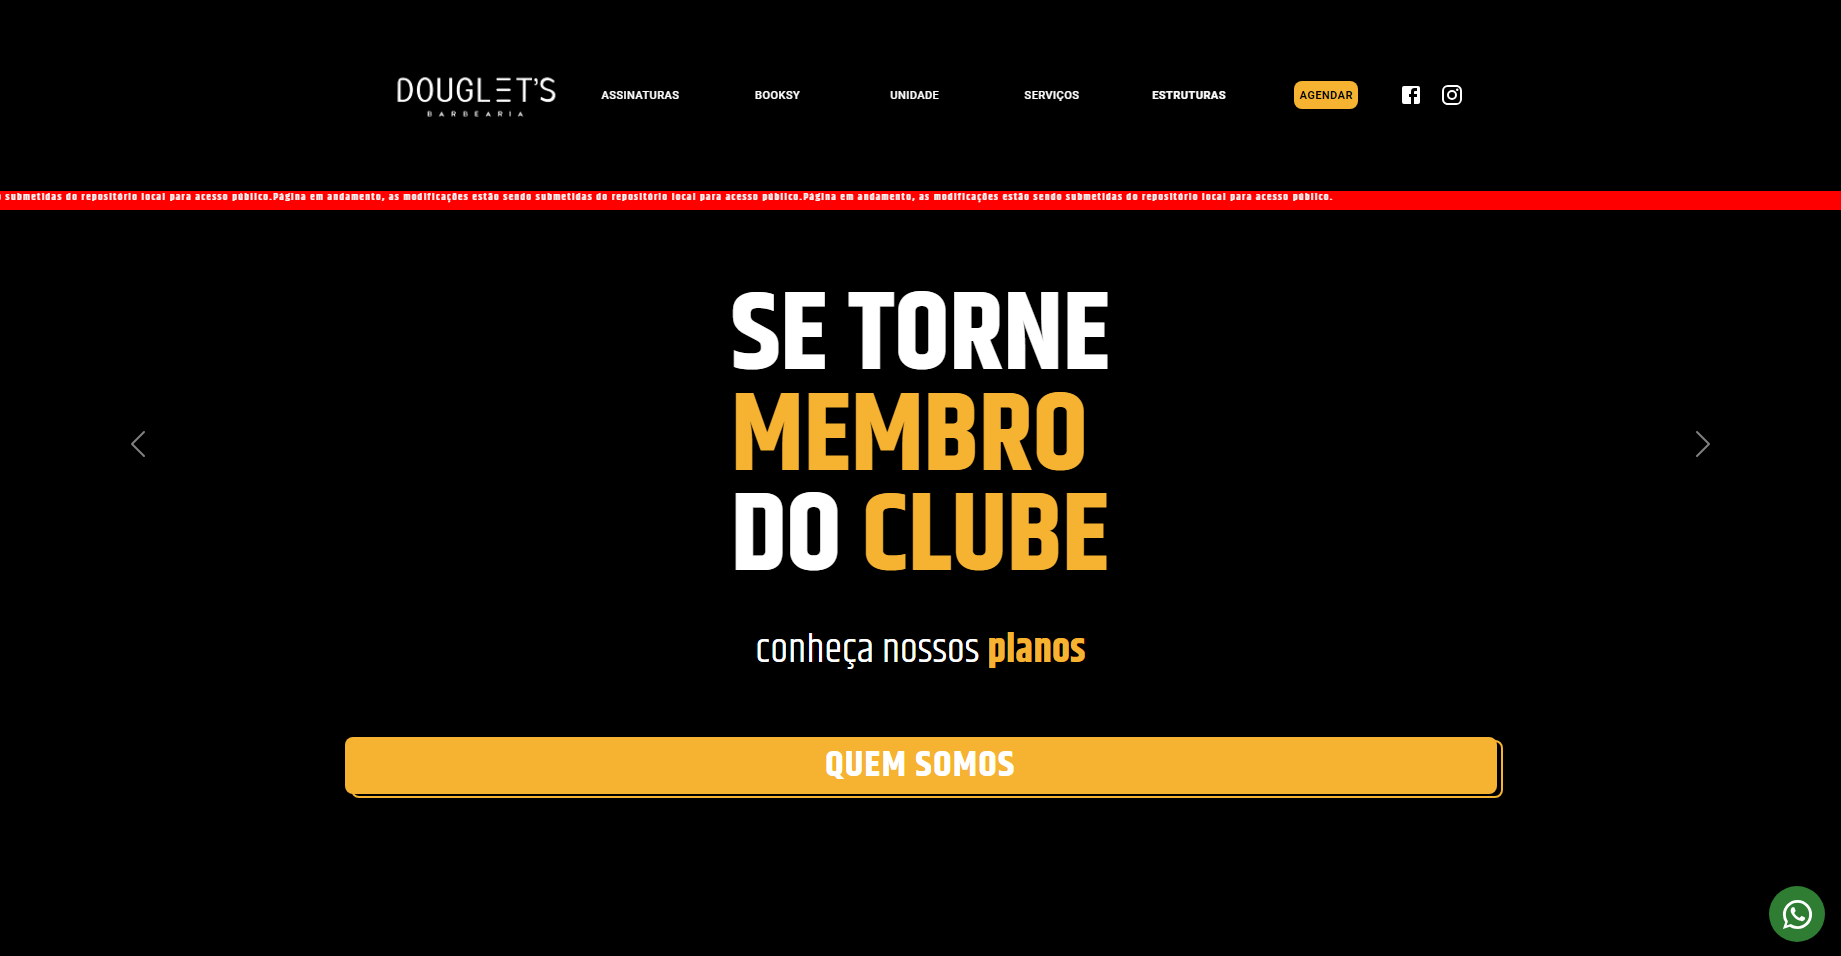 DOUGLET'S
BARBEARIA
ASSINATURAS
BOOKSY
UNIDADE
SERVIÇOS
ESTRUTURAS
AGENDAR
submetidas do repositório local para acesso público.Página em andamento, as modificações estão sendo submetidas do repositório local para acesso público.Página em andamento, as modificações estão sendo submetidas do repositório local para acesso público.
SE TORNE
MEMBRO
DO CLUBE
conheça nossos planos
QUEM SOMOS